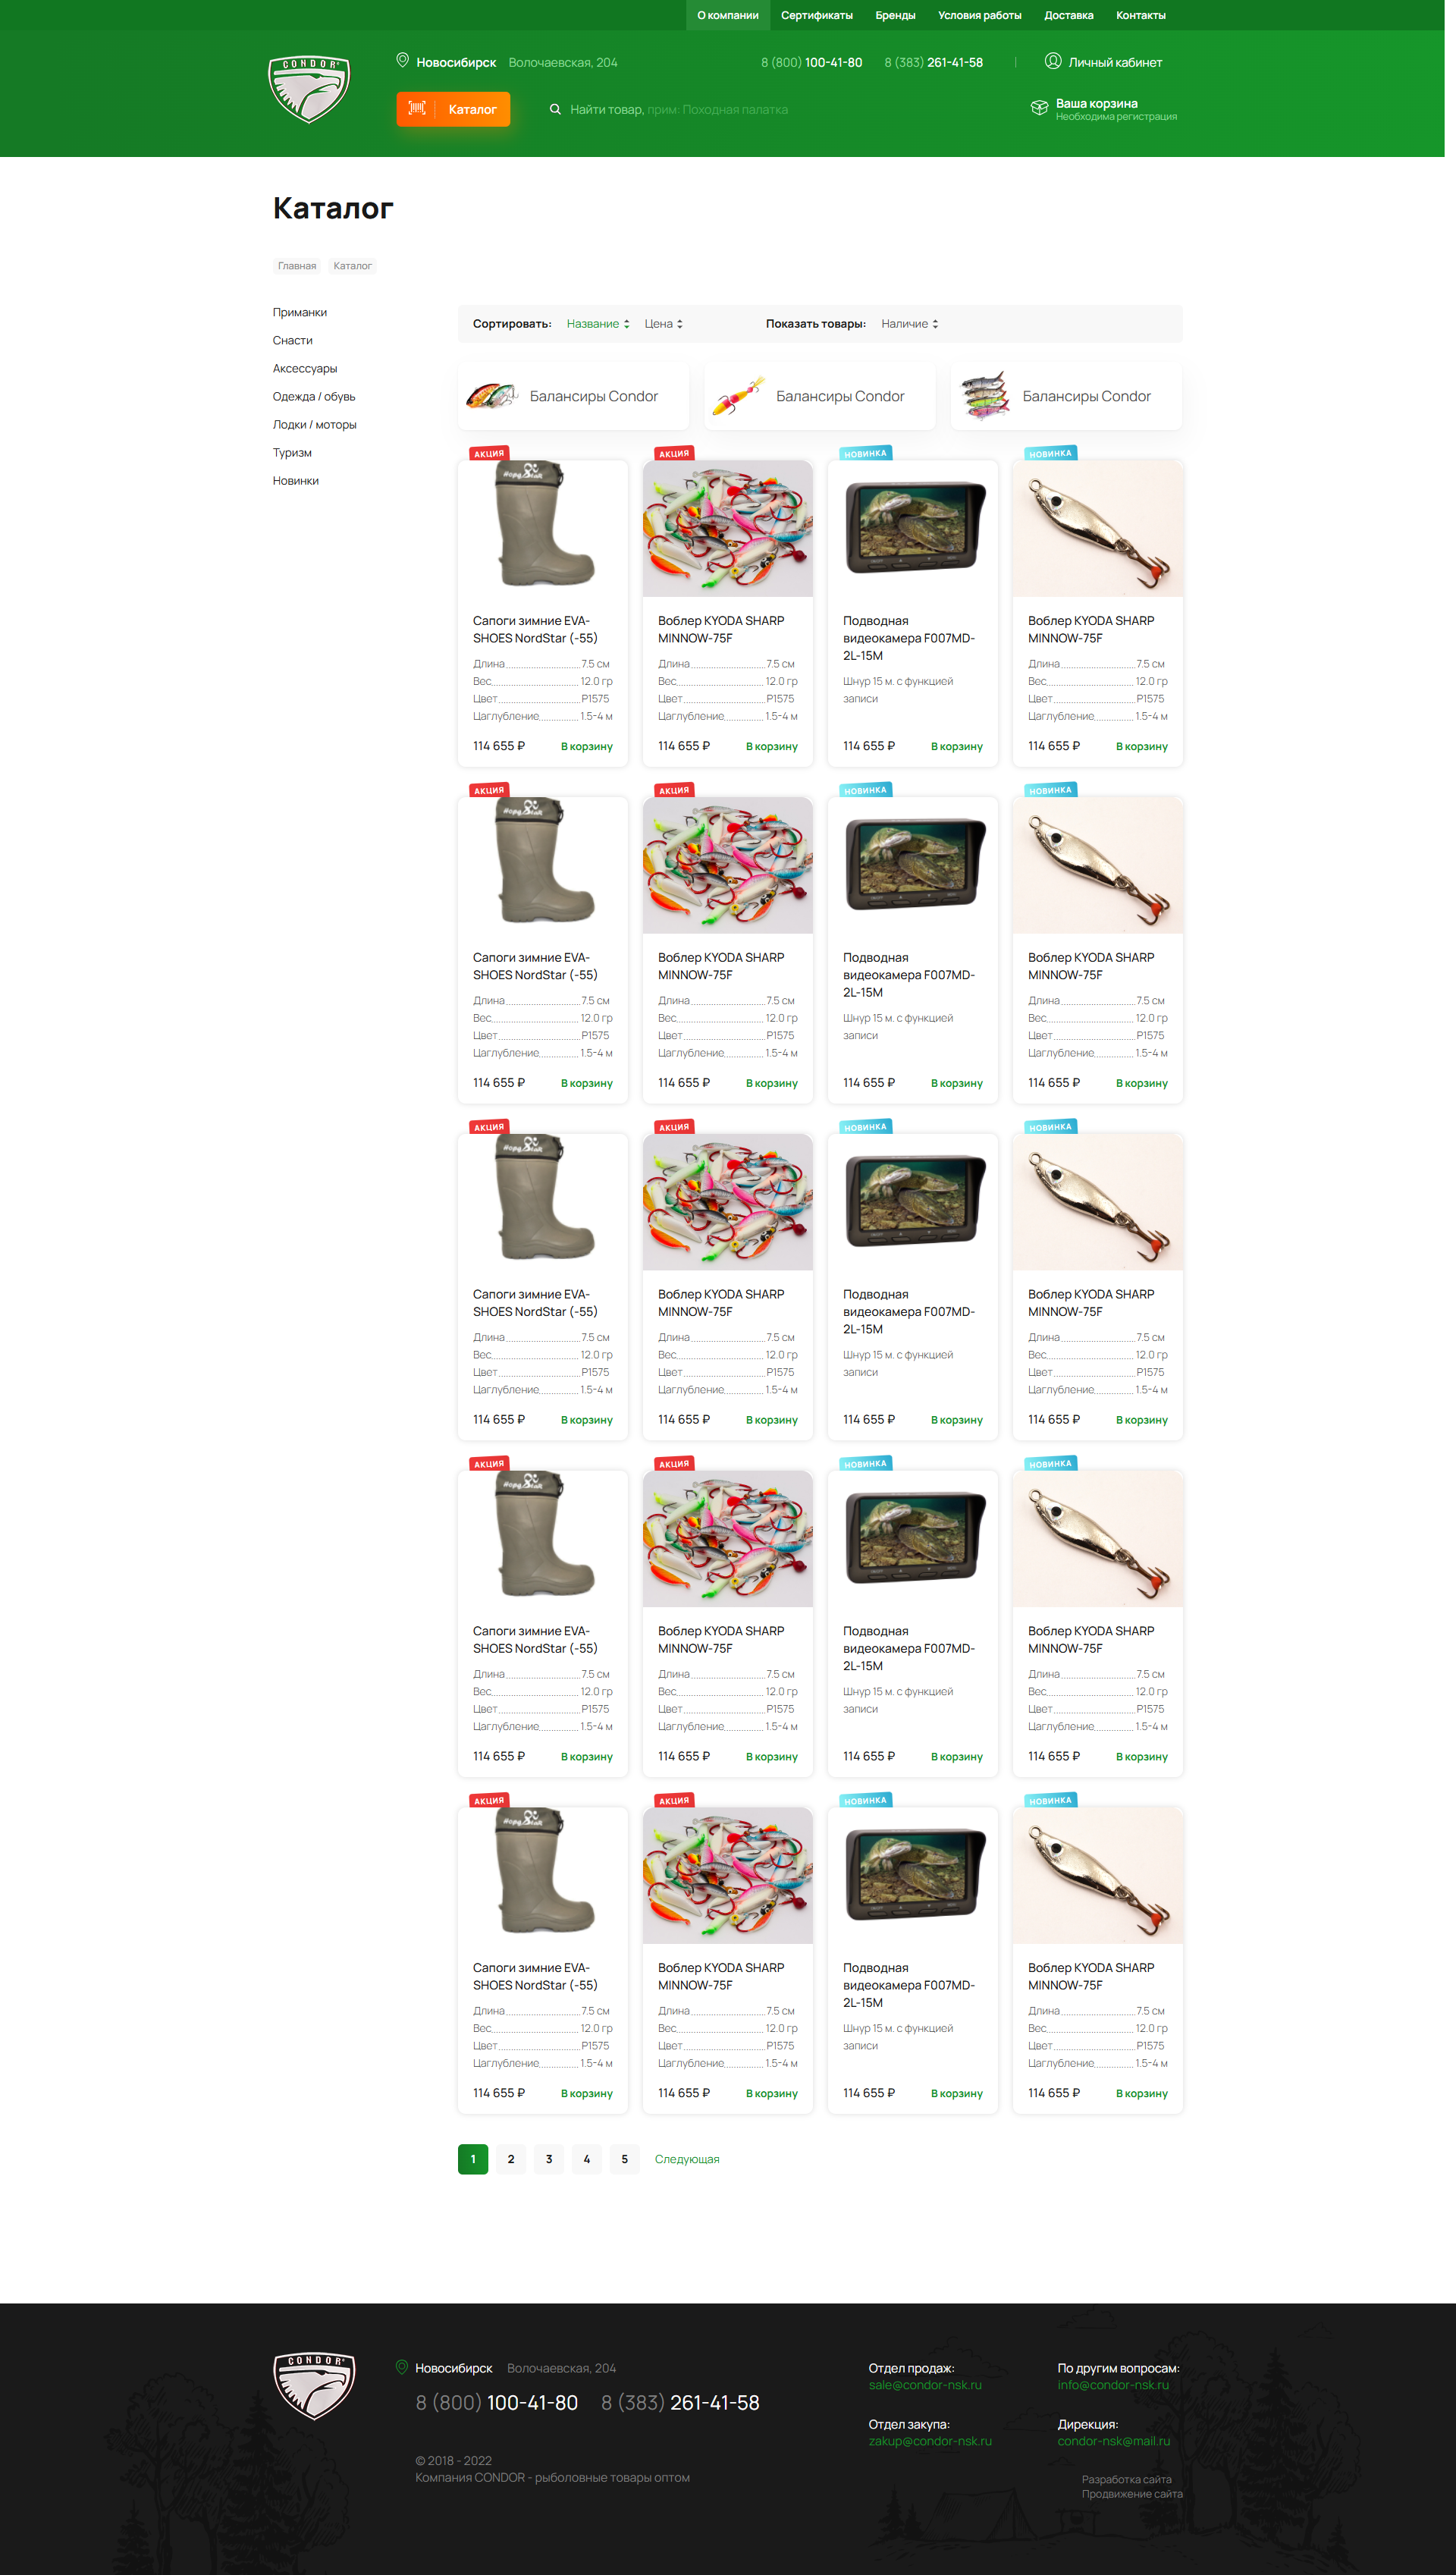 О компании Сертификаты Бренды Условия работы Доставка Контакты
CONDOR
Новосибирск Волочаевская, 204 8 (800) 100-41-80 8 (383) 261-41-58 Личный кабинет
Каталог Найти товар, прим: Походная палатка Ваша корзина
Необходима регистрация
Каталог
Главная Каталог
Приманки
Снасти
Аксессуары
Одежда / обувь
Лодки / моторы
Туризм
Новинки
Сортировать: Название Цена Показать товары: Наличие
Балансиры Condor Балансиры Condor Балансиры Condor
АКЦИЯ АКЦИЯ НОВИНКА НОВИНКА
Сапоги зимние EVA- Воблер KYODA SHARP Подводная Воблер KYODA SHARP
SHOES NordStar (-55) MINNOW-75F видеокамера F007MD- MINNOW-75F
2L-15M
Длина 7.5 см Длина 7.5 см Длина 7.5 см
Вес 12.0 гр Вес 12.0 гр Шнур 15 м. с функцией Вес 12.0 гр
Цвет P1575 Цвет P1575 записи Цвет P1575
Цаглубление 1.5-4 м Цаглубление 1.5-4 м Цаглубление 1.5-4 м
114 655 ₽ В корзину 114 655 ₽ В корзину 114 655 ₽ В корзину 114 655 ₽ В корзину
АКЦИЯ АКЦИЯ НОВИНКА НОВИНКА
Сапоги зимние EVA- Воблер KYODA SHARP Подводная Воблер KYODA SHARP
SHOES NordStar (-55) MINNOW-75F видеокамера F007MD- MINNOW-75F
2L-15M
Длина 7.5 см Длина 7.5 см Длина 7.5 см
Вес 12.0 гр Вес 12.0 гр Шнур 15 м. с функцией Вес 12.0 гр
Цвет P1575 Цвет P1575 записи Цвет P1575
Цаглубление 1.5-4 м Цаглубление 1.5-4 м Цаглубление 1.5-4 м
114 655 ₽ В корзину 114 655 ₽ В корзину 114 655 ₽ В корзину 114 655 ₽ В корзину
АКЦИЯ АКЦИЯ НОВИНКА НОВИНКА
Сапоги зимние EVA- Воблер KYODA SHARP Подводная Воблер KYODA SHARP
SHOES NordStar (-55) MINNOW-75F видеокамера F007MD- MINNOW-75F
2L-15M
Длина 7.5 см Длина 7.5 см Длина 7.5 см
Вес 12.0 гр Вес 12.0 гр Шнур 15 м. с функцией Вес 12.0 гр
Цвет P1575 Цвет P1575 записи Цвет P1575
Цаглубление 1.5-4 м Цаглубление 1.5-4 м Цаглубление 1.5-4 м
114 655 ₽ В корзину 114 655 ₽ В корзину 114 655 ₽ В корзину 114 655 ₽ В корзину
АКЦИЯ АКЦИЯ НОВИНКА НОВИНКА
Сапоги зимние EVA- Воблер KYODA SHARP Подводная Воблер KYODA SHARP
SHOES NordStar (-55) MINNOW-75F видеокамера F007MD- MINNOW-75F
2L-15M
Длина 7.5 см Длина 7.5 см Длина 7.5 см
Вес 12.0 гр Вес 12.0 гр Шнур 15 м. с функцией Вес 12.0 гр
Цвет P1575 Цвет P1575 записи Цвет P1575
Цаглубление 1.5-4 м Цаглубление 1.5-4 м Цаглубление 1.5-4 м
114 655 ₽ В корзину 114 655 ₽ В корзину 114 655 ₽ В корзину 114 655 ₽ В корзину
АКЦИЯ АКЦИЯ НОВИНКА НОВИНКА
Сапоги зимние EVA- Воблер KYODA SHARP Подводная Воблер KYODA SHARP
SHOES NordStar (-55) MINNOW-75F видеокамера F007MD- MINNOW-75F
2L-15M
Длина 7.5 см Длина 7.5 см Длина 7.5 см
Вес 12.0 гр Вес 12.0 гр Шнур 15 м. с функцией Вес 12.0 гр
Цвет P1575 Цвет P1575 записи Цвет P1575
Цаглубление 1.5-4 м Цаглубление 1.5-4 м Цаглубление 1.5-4 м
114 655 ₽ В корзину 114 655 ₽ В корзину 114 655 ₽ В корзину 114 655 ₽ В корзину
1 2 3 4 5 Следующая
CONDOR
Новосибирск Волочаевская, 204
8 (800) 100-41-80 8 (383) 261-41-58
© 2018 - 2022
Компания CONDOR - рыболовные товары оптом
Отдел продаж: По другим вопросам:
sale@condor-nsk.ru info@condor-nsk.ru
Отдел закупа: Дирекция:
zakup@condor-nsk.ru condor-nsk@mail.ru
Разработка сайта
Продвижение сайта